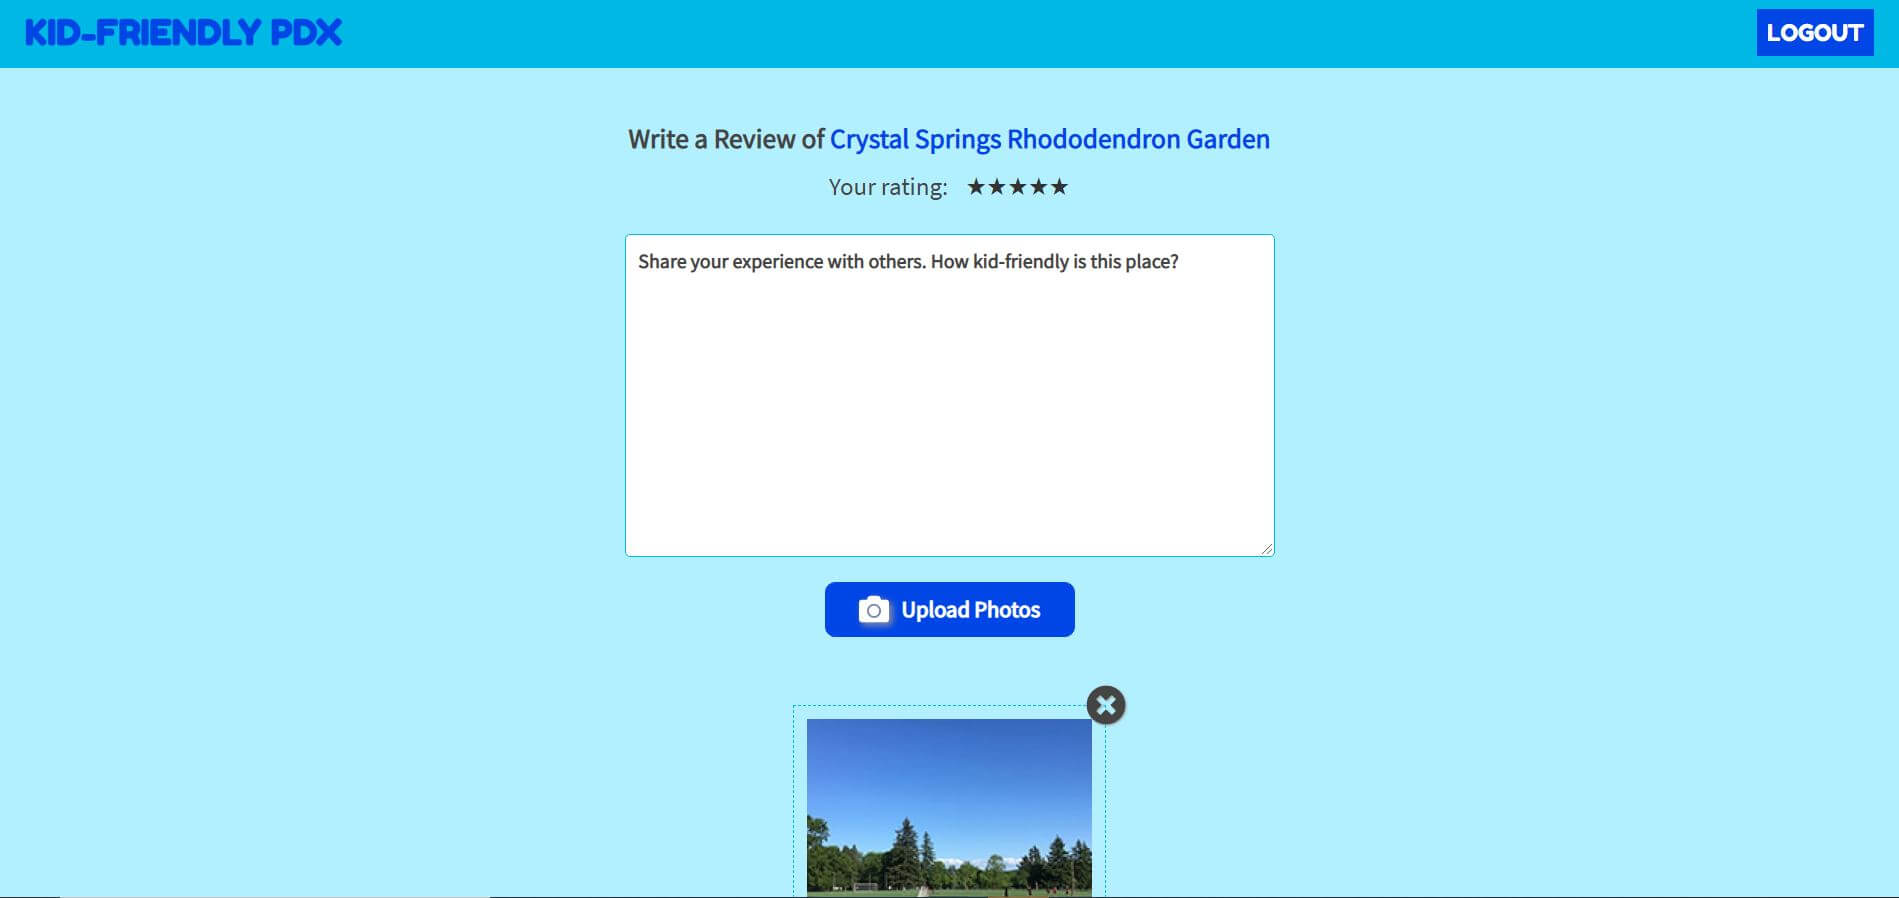 KID-FRIENDLY PDX
LOGOUT
Write a Review of Crystal Springs Rhododendron Garden
Your rating: ★★★★★
Share your experience with others. How kid-friendly is this place?
Upload Photos